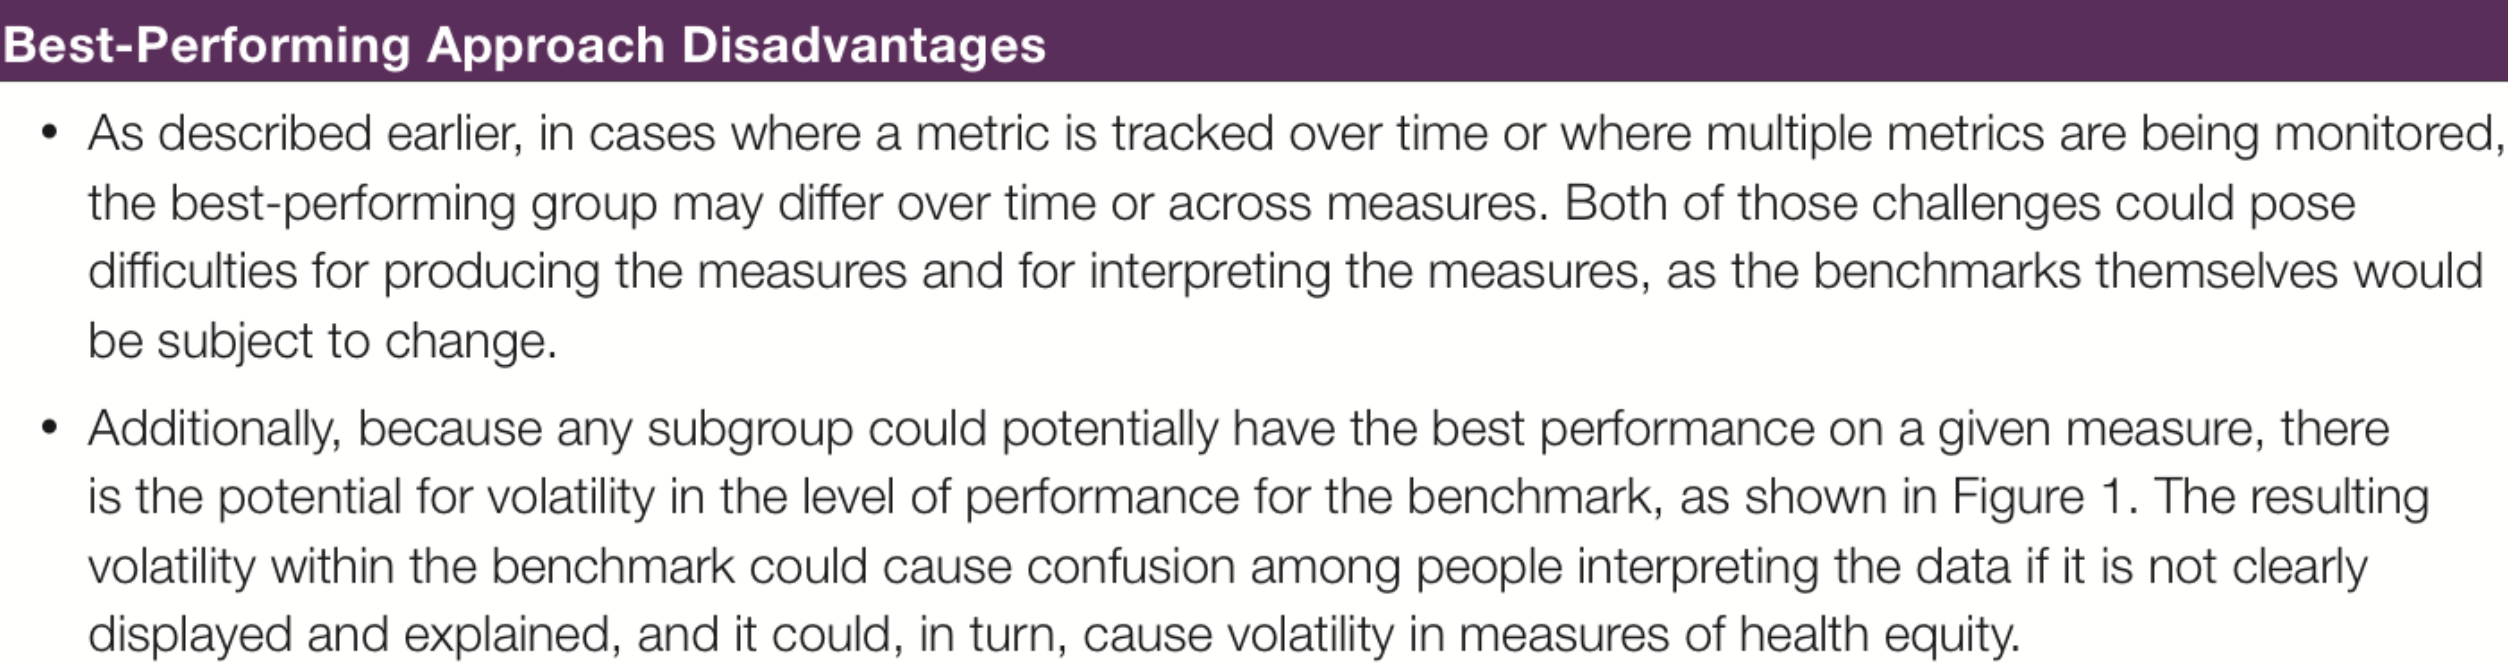 Best-Performing Approach Disadvantages
• As described earlier, in cases where a metric is tracked over time or where multiple metrics are being monitored,
the best-performing group may differ over time or across measures. Both of those challenges could pose
difficulties for producing the measures and for interpreting the measures, as the benchmarks themselves would
be subject to change.
• Additionally, because any subgroup could potentially have the best performance on a given measure, there
is the potential for volatility in the level of performance for the benchmark, as shown in Figure 1. The resulting
volatility within the benchmark could cause confusion among people interpreting the data if it is not clearly
displayed and explained, and it could, in turn, cause volatility in measures of health equity.